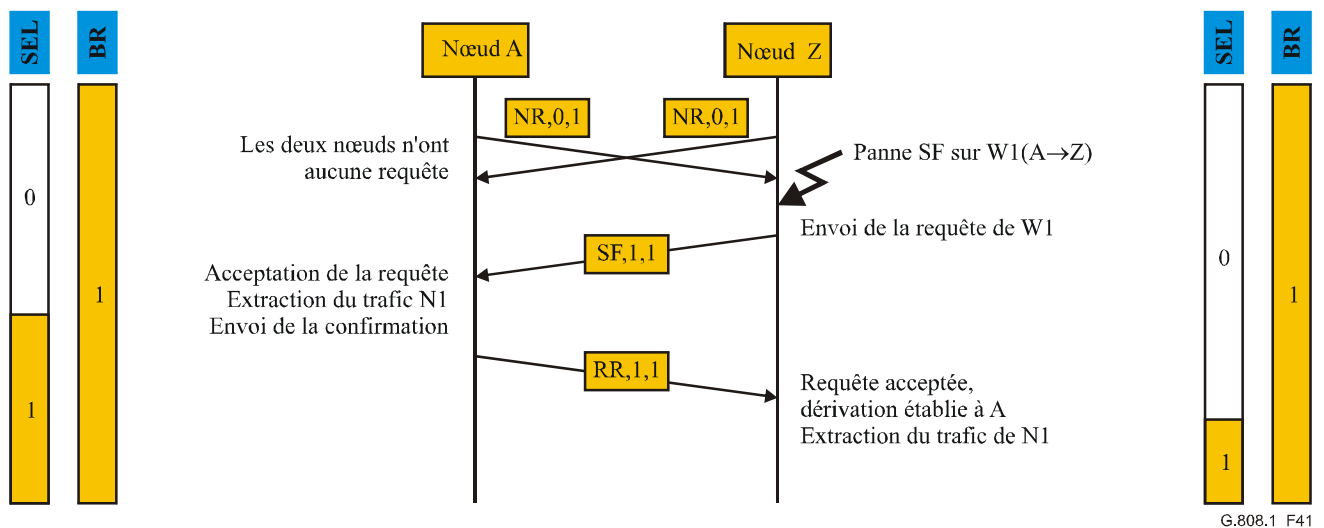 SEL
BR
Nœud A
Nœud Z
SEL
BR
NR,0,1
NR,0,1
Les deux nœuds n'ont
aucune requête
Panne SF sur W1(A→Z)
0
Envoi de la requête de W1
SF,1,1
0
Acceptation de la requête
Extraction du trafic N1
Envoi de la confirmation
1
1
RR,1,1
Requête acceptée,
dérivation établie à A
Extraction du trafic de N1
1
1
G.808.1 F41